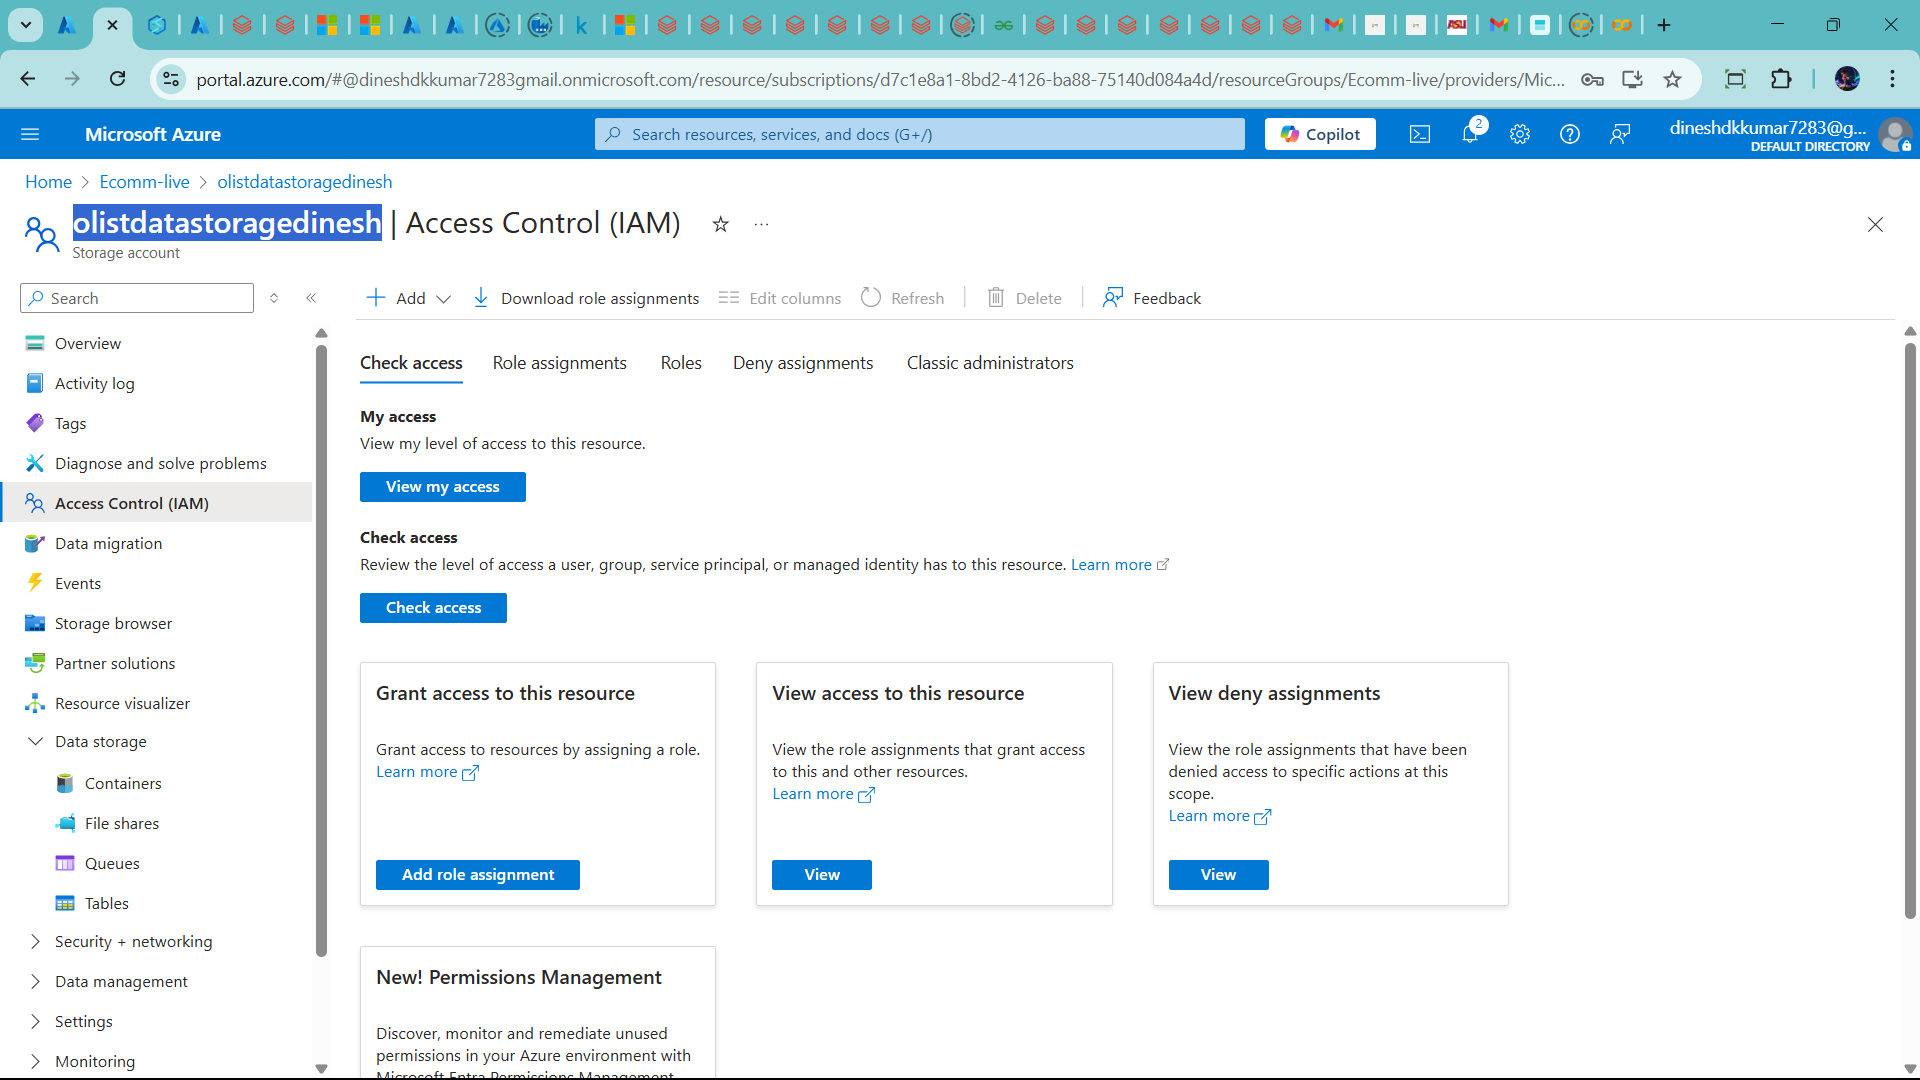 portal.azure.com/#@dineshdkkumar7283gmail.onmicrosoft.com/resource/subscriptions/d7c1e8a1-8bd2-4126-ba88-75140d084a4d/resourceGroups/Ecomm-live/providers/Mic...
Microsoft Azure
Search resources, services, and docs (G+/)
Copilot
2
dineshdkkumar7283@g...
DEFAULT DIRECTORY
Home > Ecomm-live > olistdatastoragedinesh
olistdatastoragedinesh | Access Control (IAM)
Storage account
Search
Add
Download role assignments
Edit columns
Refresh
Delete
Feedback
Overview
Activity log
Tags
Diagnose and solve problems
Access Control (IAM)
Data migration
Events
Storage browser
Partner solutions
Resource visualizer
Data storage
Containers
File shares
Queues
Tables
Security + networking
Data management
Settings
Monitoring
Check access
Role assignments
Roles
Deny assignments
Classic administrators
My access
View my level of access to this resource.
View my access
Check access
Review the level of access a user, group, service principal, or managed identity has to this resource. Learn more
Check access
Grant access to this resource
Grant access to resources by assigning a role.
Learn more
Add role assignment
View access to this resource
View the role assignments that grant access
to this and other resources.
Learn more
View
View deny assignments
View the role assignments that have been
denied access to specific actions at this
scope.
Learn more
View
New! Permissions Management
Discover, monitor and remediate unused
permissions in your Azure environment with
Microsoft Entra Permissions Management